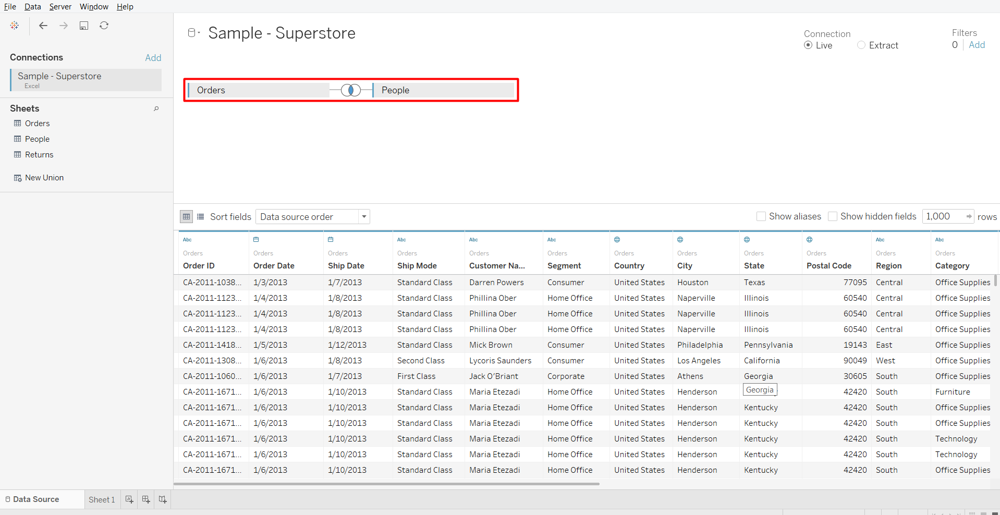 File Data Server Window Help
Sample - Superstore
Connection
Live Extract
Filters
0 Add
Connections Add
Sample - Superstore
Excel
Orders People
Sheets
Orders
People
Returns
New Union
Sort fields Data source order Show aliases Show hidden fields 1,000 rows
Abc Abc Abc Abc Abc Abc
Orders Orders Orders Orders Orders Orders Orders Orders Orders Orders Orders Orders
Order ID Order Date Ship Date Ship Mode Customer Na... Segment Country City State Postal Code Region Category
CA-2011-1038... 1/3/2013 1/7/2013 Standard Class Darren Powers Consumer United States Houston Texas 77095 Central Office Supplies
CA-2011-1123... 1/4/2013 1/8/2013 Standard Class Phillina Ober Home Office United States Naperville Illinois 60540 Central Office Supplies
CA-2011-1123... 1/4/2013 1/8/2013 Standard Class Phillina Ober Home Office United States Naperville Illinois 60540 Central Office Supplies
CA-2011-1123... 1/4/2013 1/8/2013 Standard Class Phillina Ober Home Office United States Naperville Illinois 60540 Central Office Supplies
CA-2011-1418... 1/5/2013 1/12/2013 Standard Class Mick Brown Consumer United States Philadelphia Pennsylvania 19143 East Office Supplies
CA-2011-1308... 1/6/2013 1/8/2013 Second Class Lycoris Saunders Consumer United States Los Angeles California 90049 West Office Supplies
CA-2011-1060... 1/6/2013 1/7/2013 First Class Jack O'Briant Corporate United States Athens Georgia 30605 South Office Supplies
CA-2011-1671... 1/6/2013 1/10/2013 Standard Class Maria Etezadi Home Office United States Henderson Georgia 42420 South Furniture
CA-2011-1671... 1/6/2013 1/10/2013 Standard Class Maria Etezadi Home Office United States Henderson Kentucky 42420 South Office Supplies
CA-2011-1671... 1/6/2013 1/10/2013 Standard Class Maria Etezadi Home Office United States Henderson Kentucky 42420 South Office Supplies
CA-2011-1671... 1/6/2013 1/10/2013 Standard Class Maria Etezadi Home Office United States Henderson Kentucky 42420 South Technology
CA-2011-1671... 1/6/2013 1/10/2013 Standard Class Maria Etezadi Home Office United States Henderson Kentucky 42420 South Technology
CA-2011-1671... 1/6/2013 1/10/2013 Standard Class Maria Etezadi Home Office United States Henderson Kentucky 42420 South Office Supplies
Data Source Sheet 1